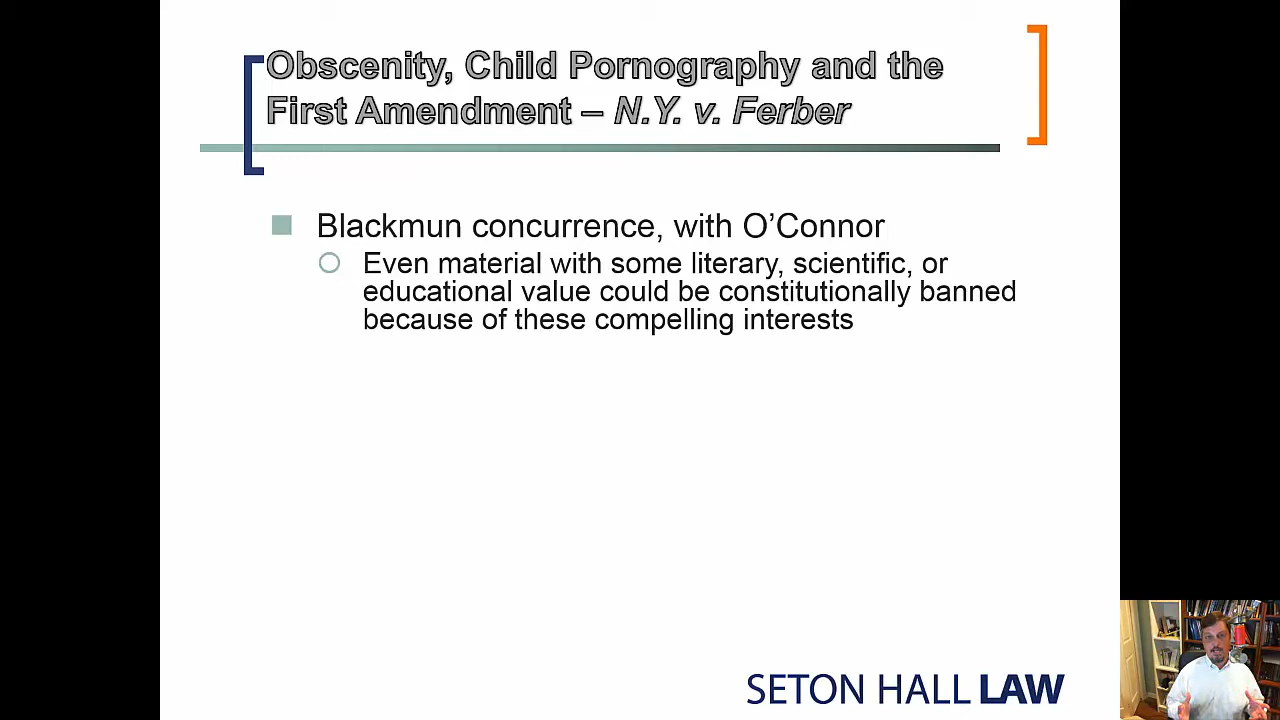 Obscenity, Child Pornography and the
First Amendment – N.Y. v. Ferber
Blackmun concurrence, with O’Connor
Even material with some literary, scientific, or
educational value could be constitutionally banned
because of these compelling interests
SETON HALL LAW